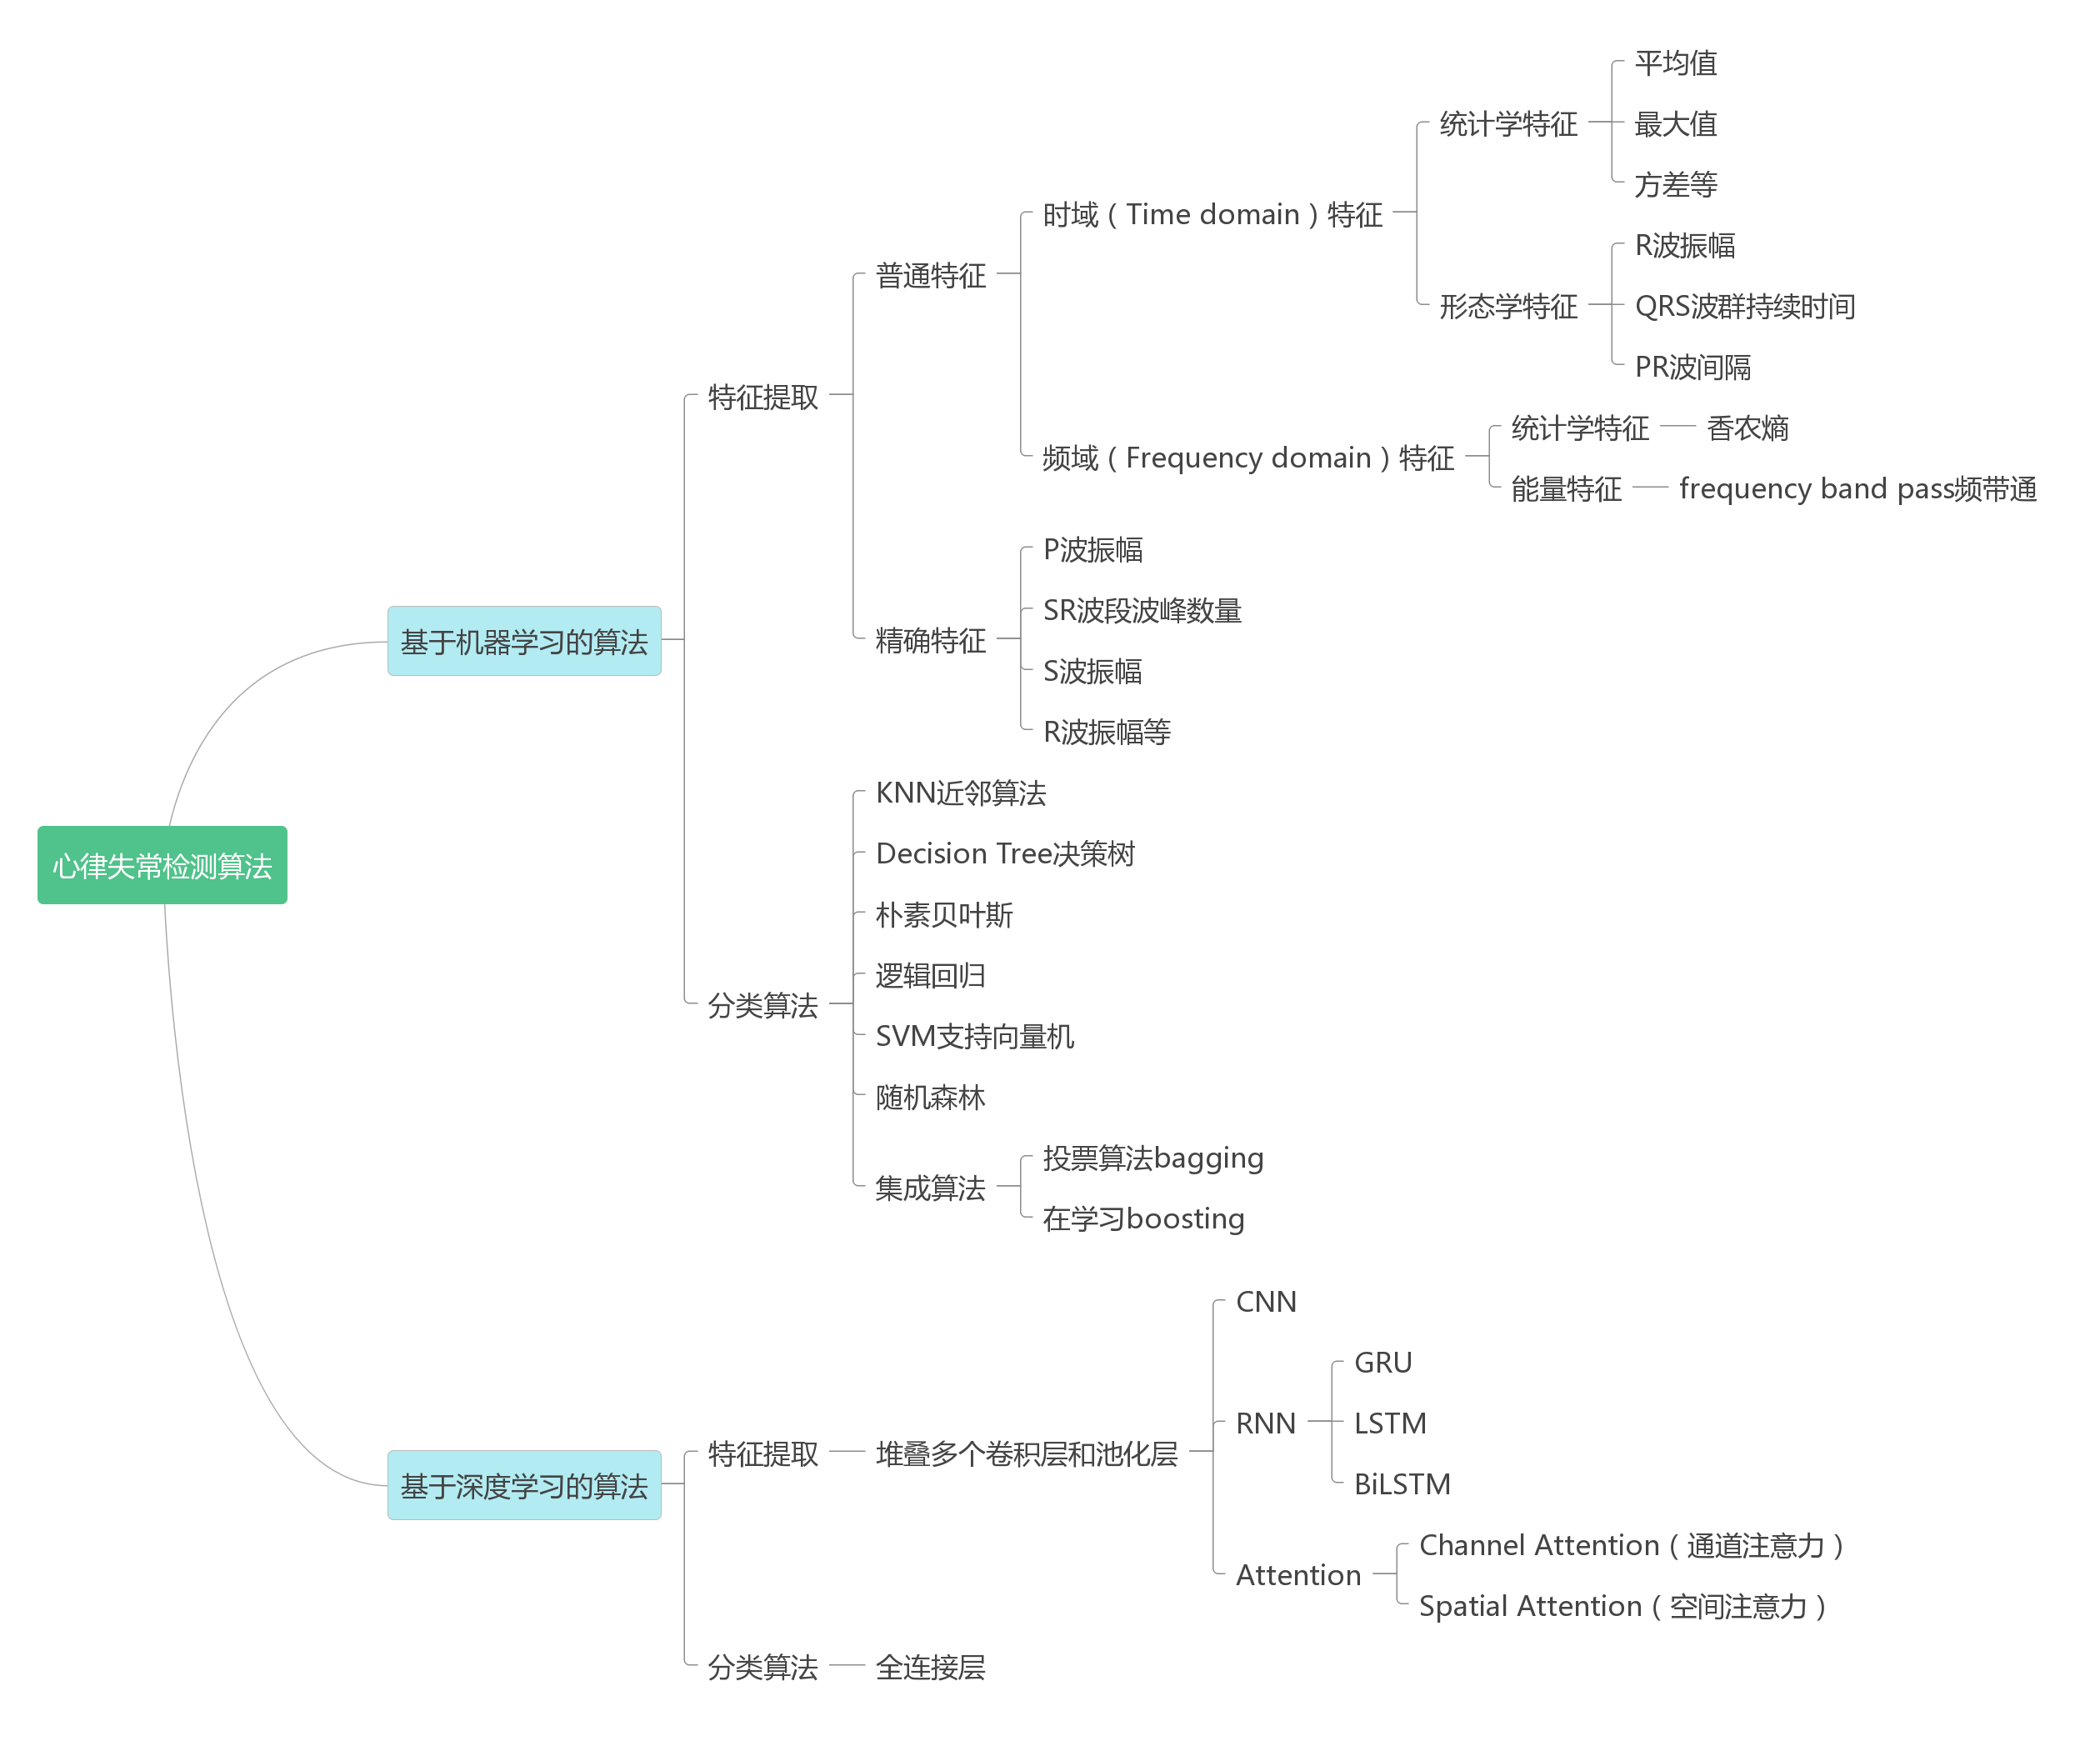 心律失常检测算法
基于机器学习的算法
特征提取
普通特征
时域（Time domain）特征
统计学特征
平均值
最大值
方差等
形态学特征
R波振幅
QRS波群持续时间
PR波间隔
频域（Frequency domain）特征
统计学特征
香农熵
能量特征
frequency band pass频带通
精确特征
P波振幅
SR波段波峰数量
S波振幅
R波振幅等
分类算法
KNN近邻算法
Decision Tree决策树
朴素贝叶斯
逻辑回归
SVM支持向量机
随机森林
集成算法
投票算法bagging
在学习boosting
基于深度学习的算法
特征提取
堆叠多个卷积层和池化层
CNN
RNN
GRU
LSTM
BiLSTM
Attention
Channel Attention（通道注意力）
Spatial Attention（空间注意力）
分类算法
全连接层